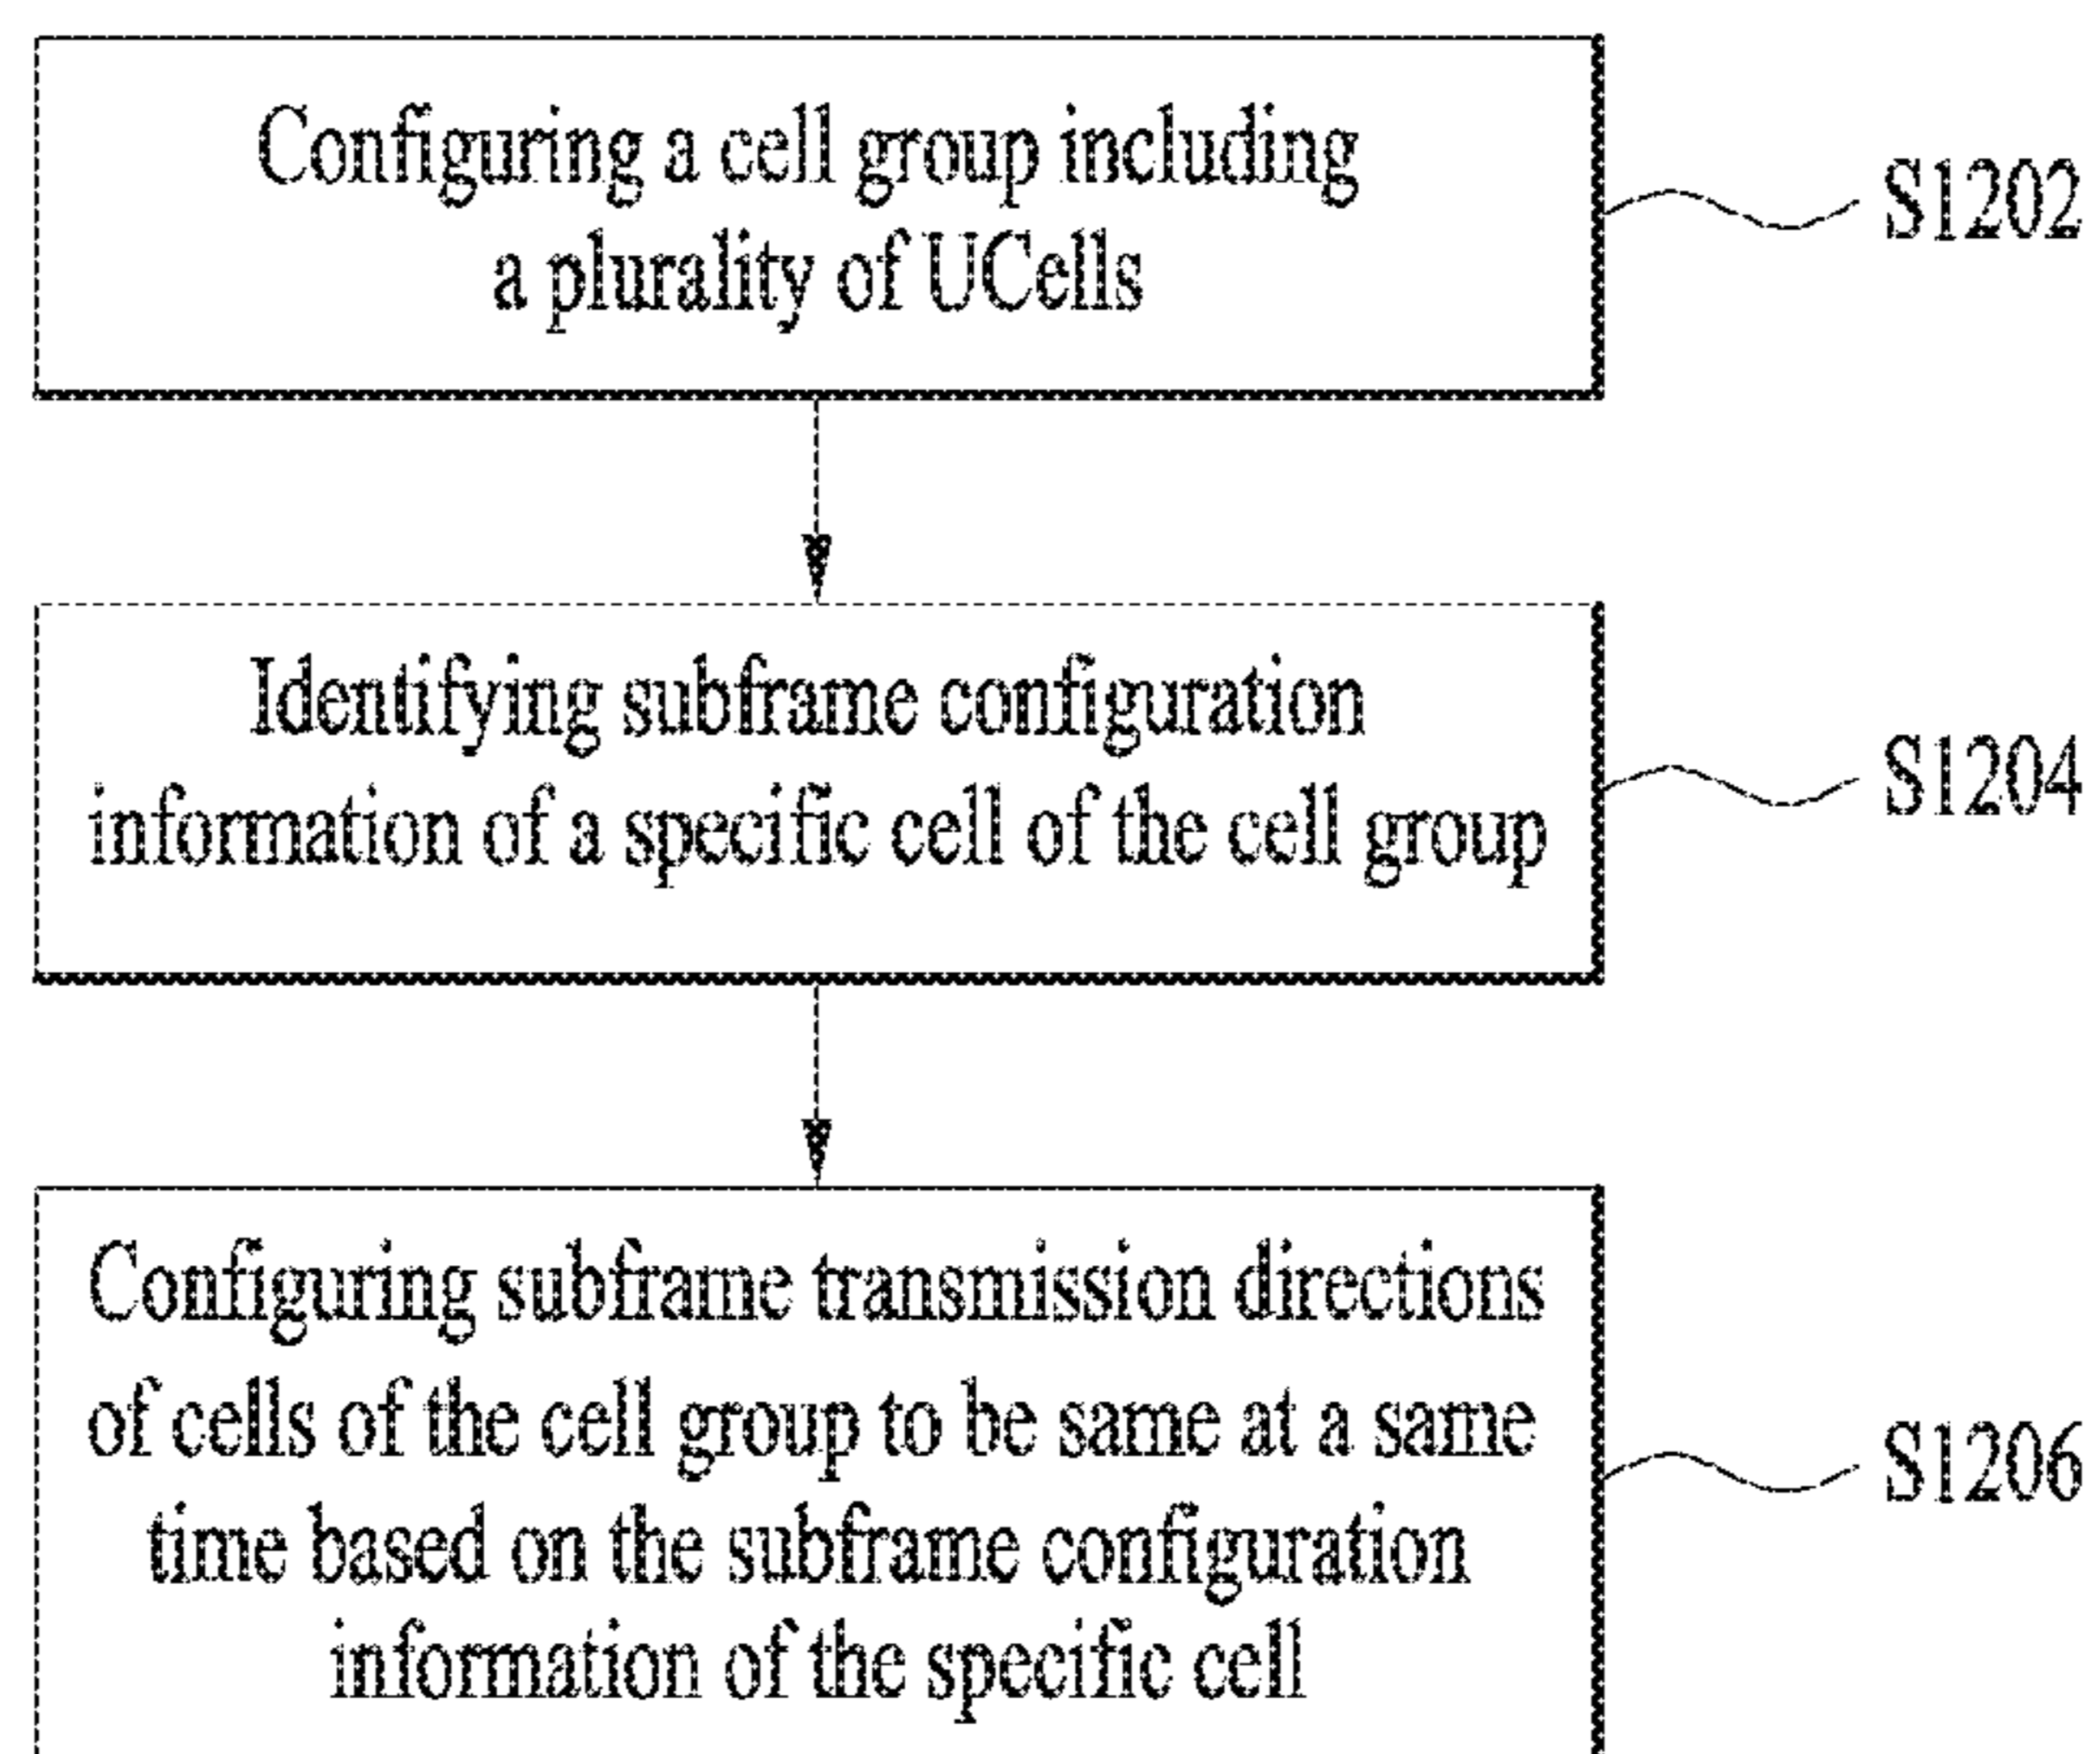 Configuring a cell group including
a plurality of UCells
S1202
Identifying subframe configuration
information of a specific cell of the cell group
S1204
Configuring subframe transmission directions
of cells of the cell group to be same at a same
time based on the subframe configuration
information of the specific cell
S1206